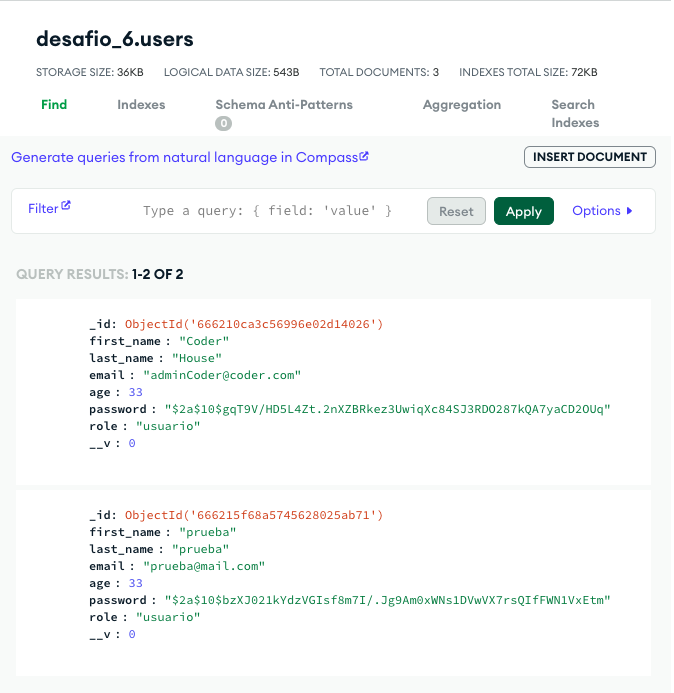 desafio_6.users
STORAGE SIZE: 36KB LOGICAL DATA SIZE: 543B TOTAL DOCUMENTS: 3 INDEXES TOTAL SIZE: 72KB
Find Indexes Schema Anti-Patterns 0 Aggregation Search Indexes
Generate queries from natural language in Compass
INSERT DOCUMENT
Filter Type a query: { field: 'value' } Reset Apply Options
QUERY RESULTS: 1-2 OF 2
_id: ObjectId('666210ca3c56996e02d14026')
first_name : "Coder"
last_name : "House"
email : "adminCoder@coder.com"
age : 33
password : "$2a$10$gqT9V/HD5L4Zt.2nXZBRkez3UwiqXc84SJ3RDO287kQA7yaCD2OUq"
role : "usuario"
__v : 0
_id: ObjectId('666215f68a5745628025ab71')
first_name : "prueba"
last_name : "prueba"
email : "prueba@mail.com"
age : 33
password : "$2a$10$bzXJ021kYdzVGIsf8m7I/.Jg9Am0xWNs1DVwVX7rsQIfFWN1VxEtm"
role : "usuario"
__v : 0